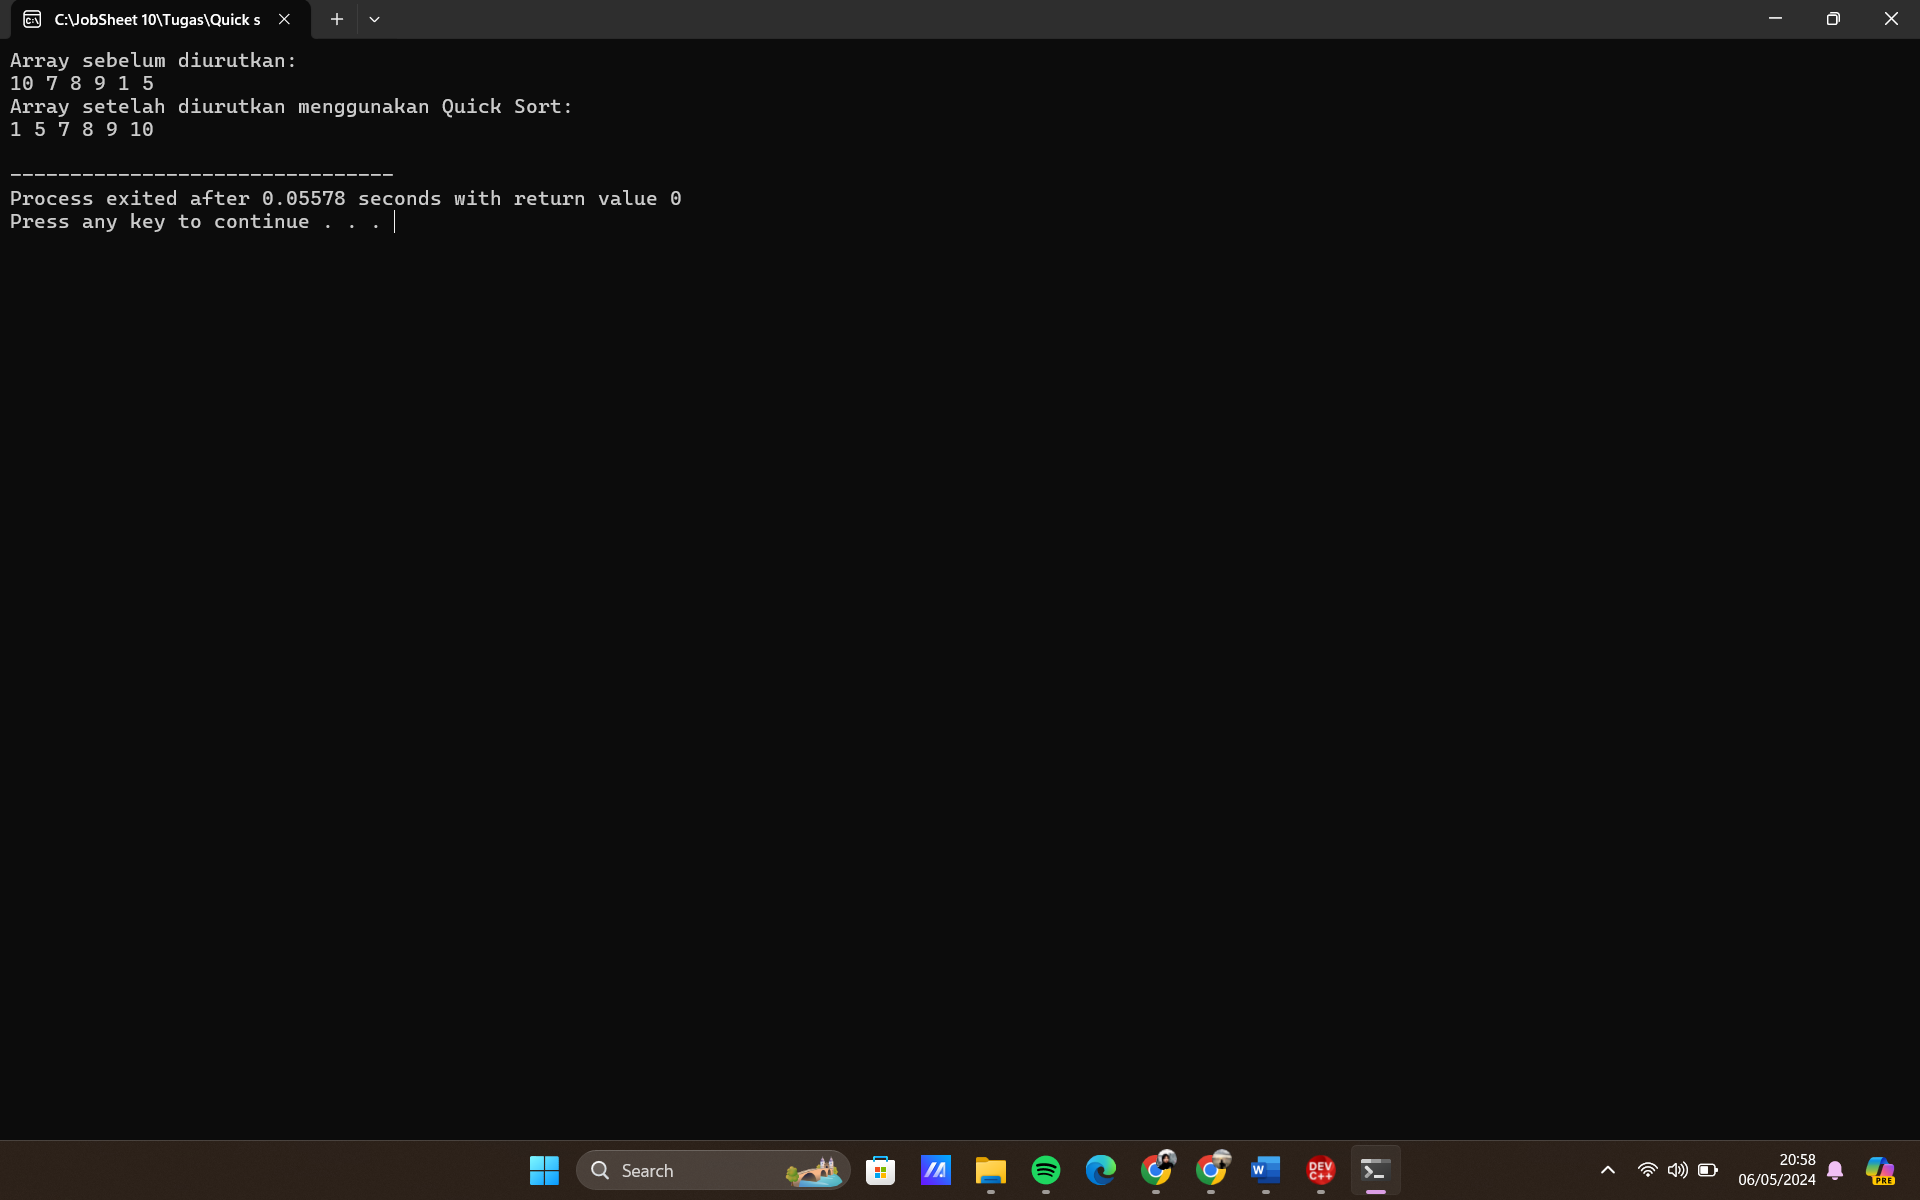 C:\JobSheet 10\Tugas\Quick s
Array sebelum diurutkan:
10 7 8 9 1 5
Array setelah diurutkan menggunakan Quick Sort:
1 5 7 8 9 10
--------------------------------
Process exited after 0.05578 seconds with return value 0
Press any key to continue . . .
Search
W
DEV
C++
20:58
06/05/2024
PRE